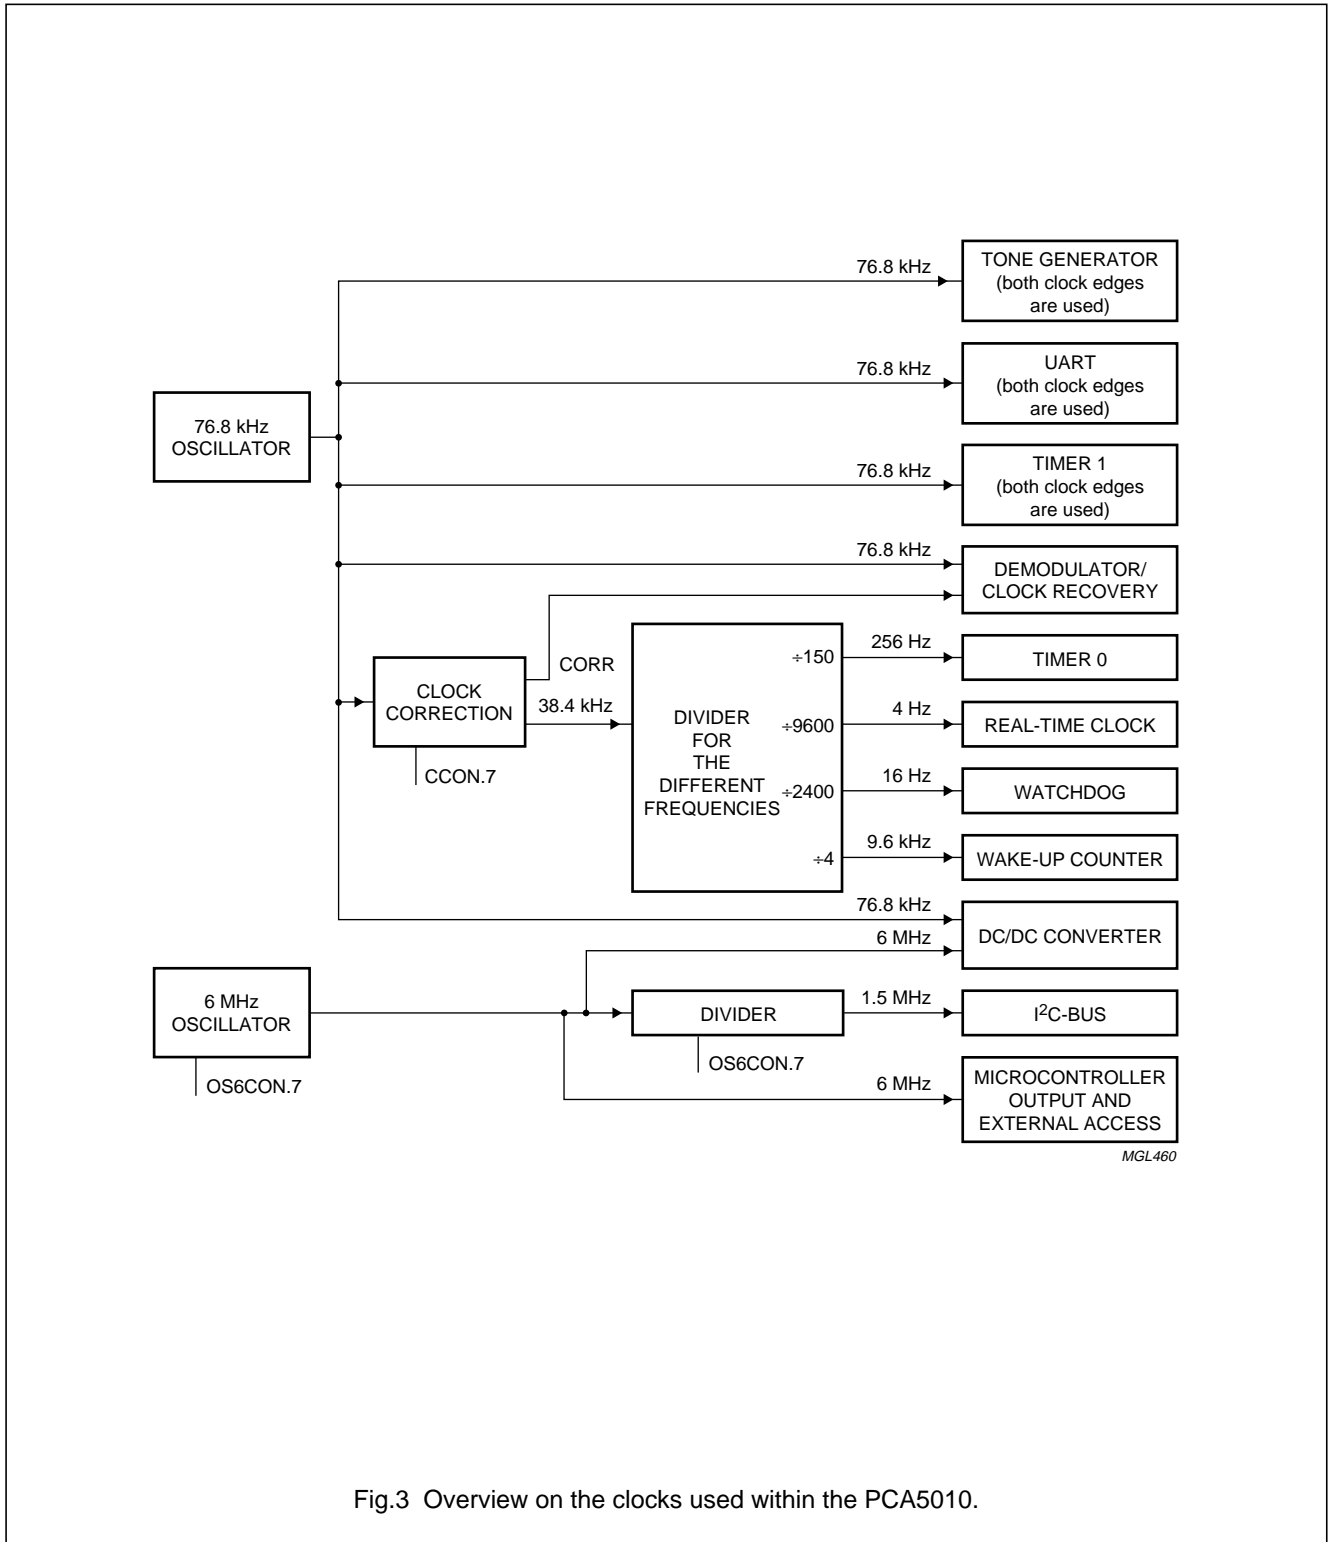 76.8 kHz
TONE GENERATOR
(both clock edges
are used)
76.8 kHz
UART
(both clock edges
are used)
76.8 kHz
OSCILLATOR
76.8 kHz
TIMER 1
(both clock edges
are used)
76.8 kHz
DEMODULATOR/
CLOCK RECOVERY
CLOCK
CORRECTION
CCON.7
CORR
38.4 kHz
DIVIDER
FOR
THE
DIFFERENT
FREQUENCIES
÷150
256 Hz
TIMER 0
÷9600
4 Hz
REAL-TIME CLOCK
÷2400
16 Hz
WATCHDOG
÷4
9.6 kHz
WAKE-UP COUNTER
76.8 kHz
6 MHz
DC/DC CONVERTER
6 MHz
OSCILLATOR
OS6CON.7
DIVIDER
OS6CON.7
1.5 MHz
I2C-BUS
6 MHz
MICROCONTROLLER
OUTPUT AND
EXTERNAL ACCESS
MGL460
Fig.3 Overview on the clocks used within the PCA5010.